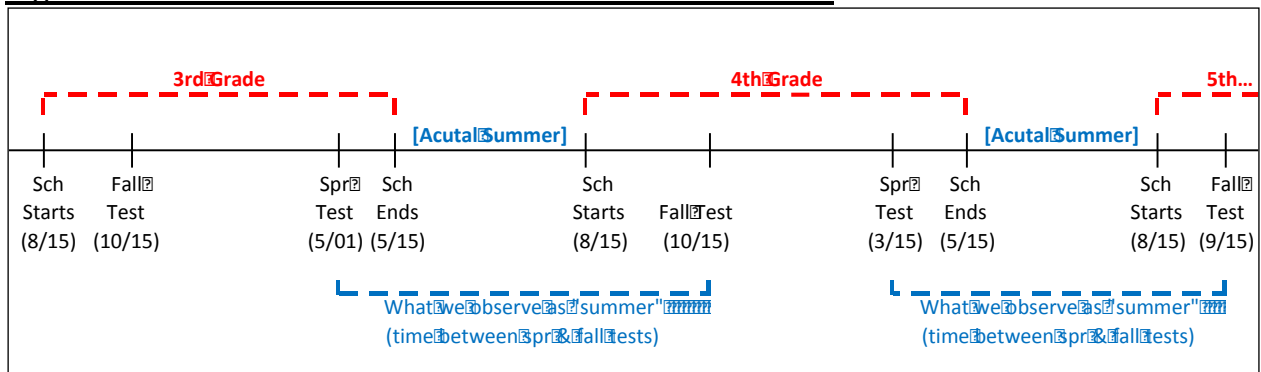 3rd Grade 4th Grade 5th...
[Acutal Summer] [Acutal Summer]
Sch Fall Spr Sch Sch Spr Sch Sch Fall
Starts Test Test Ends Starts Fall Test Test Ends Starts Test
(8/15) (10/15) (5/01) (5/15) (8/15) (10/15) (3/15) (5/15) (8/15) (9/15)
What we observe as "summer" What we observe as "summer"
(time between spr & fall tests) (time between spr & fall tests)